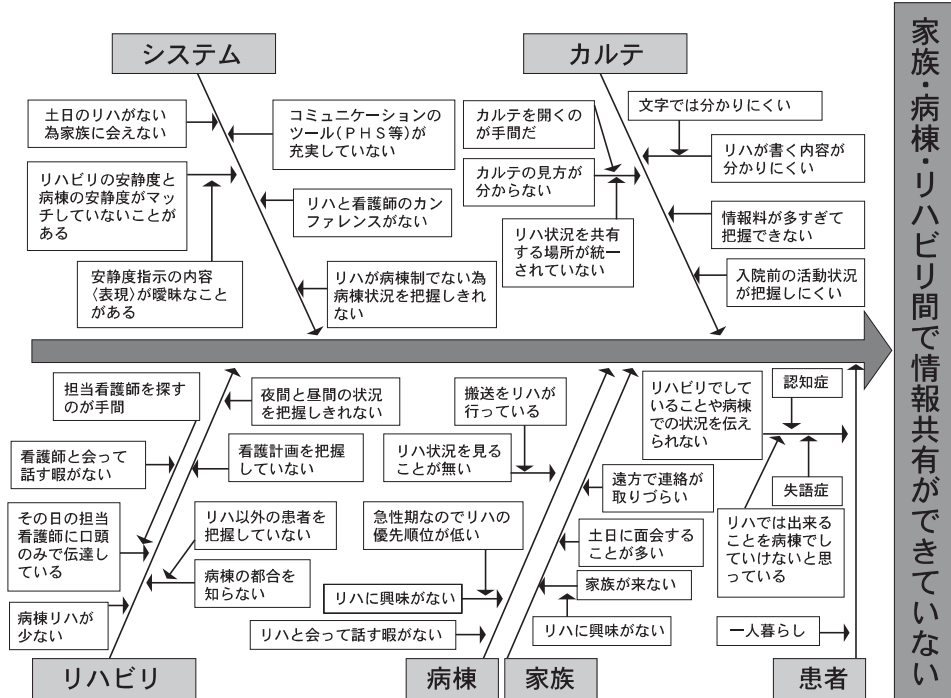 システム
カルテ
土日のリハがない
為家族に会えない
コミュニケーションの
ツール(PHS等)が
充実していない
リハビリの安静度と
病棟の安静度がマッ
チしていないことが
ある
リハと看護師のカン
ファレンスがない
安静度指示の内容
〈表現〉が曖昧なこと
がある
リハが病棟制でない為
病棟状況を把握しきれ
ない
カルテを開くの
が手間だ
文字では分かりにくい
カルテの見方が
分からない
リハが書く内容が
分かりにくい
リハ状況を共有
する場所が統一
されていない
情報料が多すぎて
把握できない
入院前の活動状況
が把握しにくい
家族・病棟・リハビリ間で情報共有ができていない
担当看護師を探す
のが手間
夜間と昼間の状況
を把握しきれない
看護師と会って
話す暇がない
看護計画を把握
していない
その日の担当
看護師に口頭
のみで伝達し
ている
リハ以外の患者を
把握していない
病棟の都合を
知らない
病棟リハが
少ない
搬送をリハが
行っている
リハ状況を見る
ことが無い
急性期なのでリハの
優先順位が低い
リハに興味がない
リハと会って話す暇がない
遠方で連絡が
取りづらい
土日に面会する
ことが多い
家族が来ない
リハに興味がない
リハビリでして
いることや病棟
での状況を伝え
られない
認知症
失語症
リハでは出来る
ことを病棟でし
ていけないと思
っている
一人暮らし
リハビリ
病棟
家族
患者